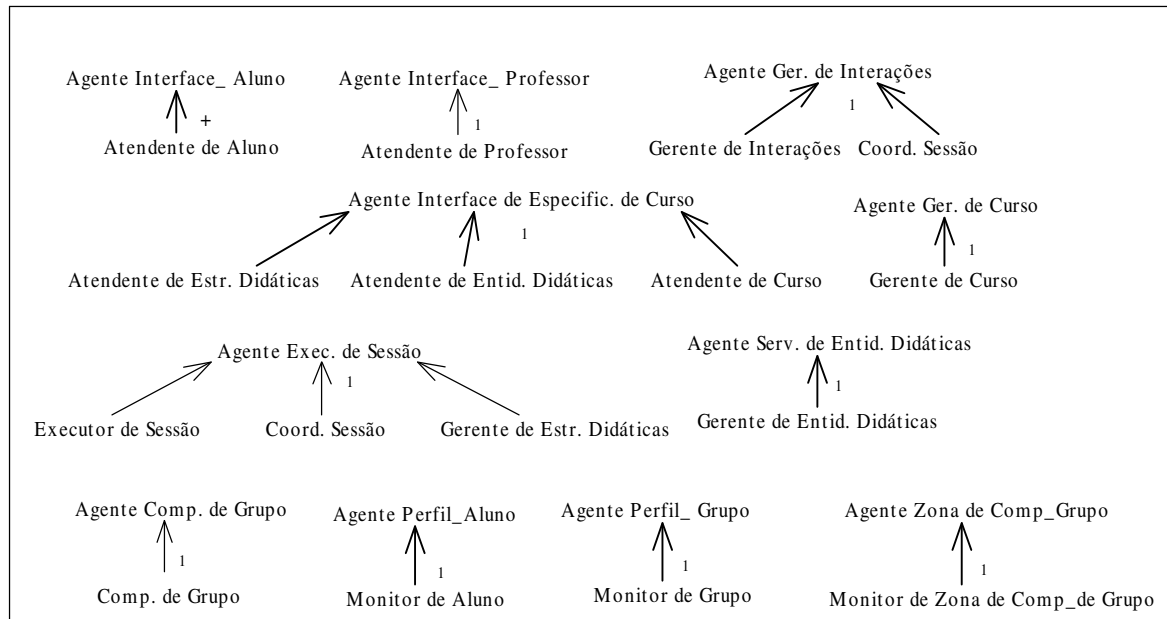 Agente Interface_ Aluno
Agente Interface_ Professor
Agente Ger. de Interações
+
1
1
Atendente de Aluno
Atendente de Professor
Gerente de Interações
Coord. Sessão
Agente Interface de Especific. de Curso
Agente Ger. de Curso
1
1
Atendente de Estr. Didáticas
Atendente de Entid. Didáticas
Atendente de Curso
Gerente de Curso
Agente Exec. de Sessão
Agente Serv. de Entid. Didáticas
1
1
Executor de Sessão
Coord. Sessão
Gerente de Estr. Didáticas
Gerente de Entid. Didáticas
Agente Comp. de Grupo
Agente Perfil_Aluno
Agente Perfil_ Grupo
Agente Zona de Comp_Grupo
1
1
1
1
Comp. de Grupo
Monitor de Aluno
Monitor de Grupo
Monitor de Zona de Comp_de Grupo